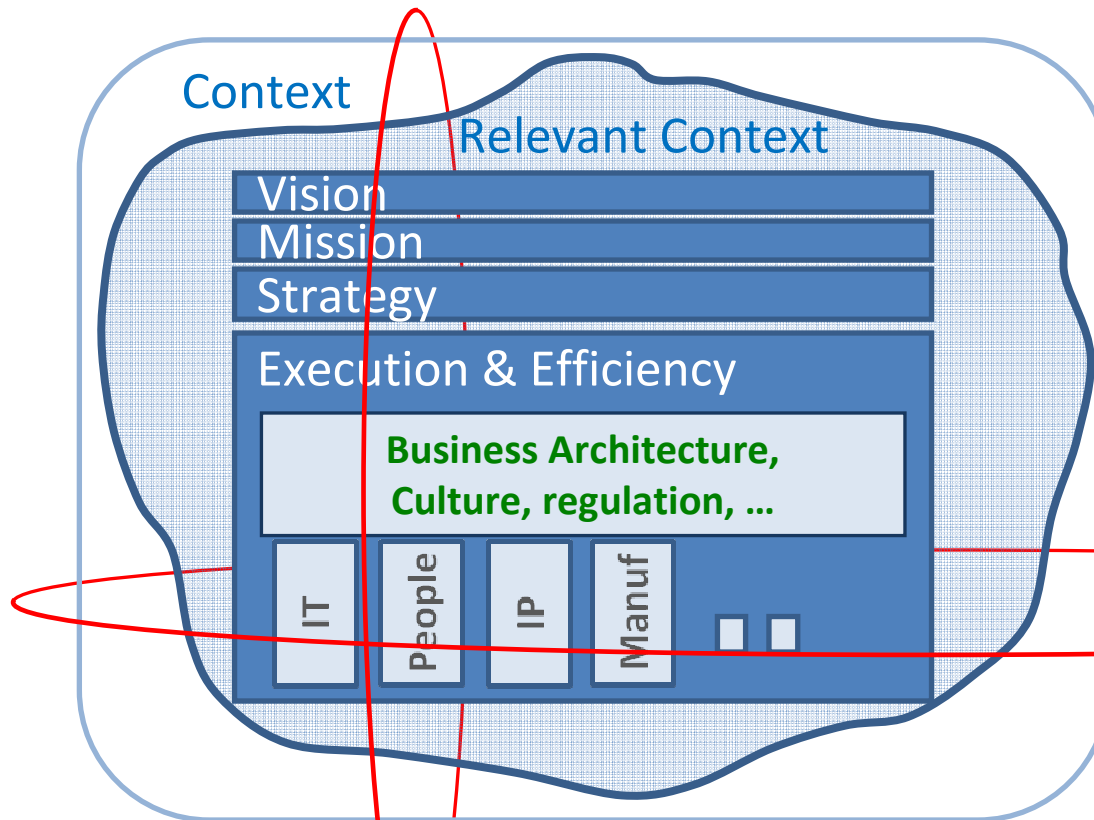 Context
Relevant Context
Vision
Mission
Strategy
Execution & Efficiency
Business Architecture,
Culture, regulation, …
IT
People
IP
Manuf